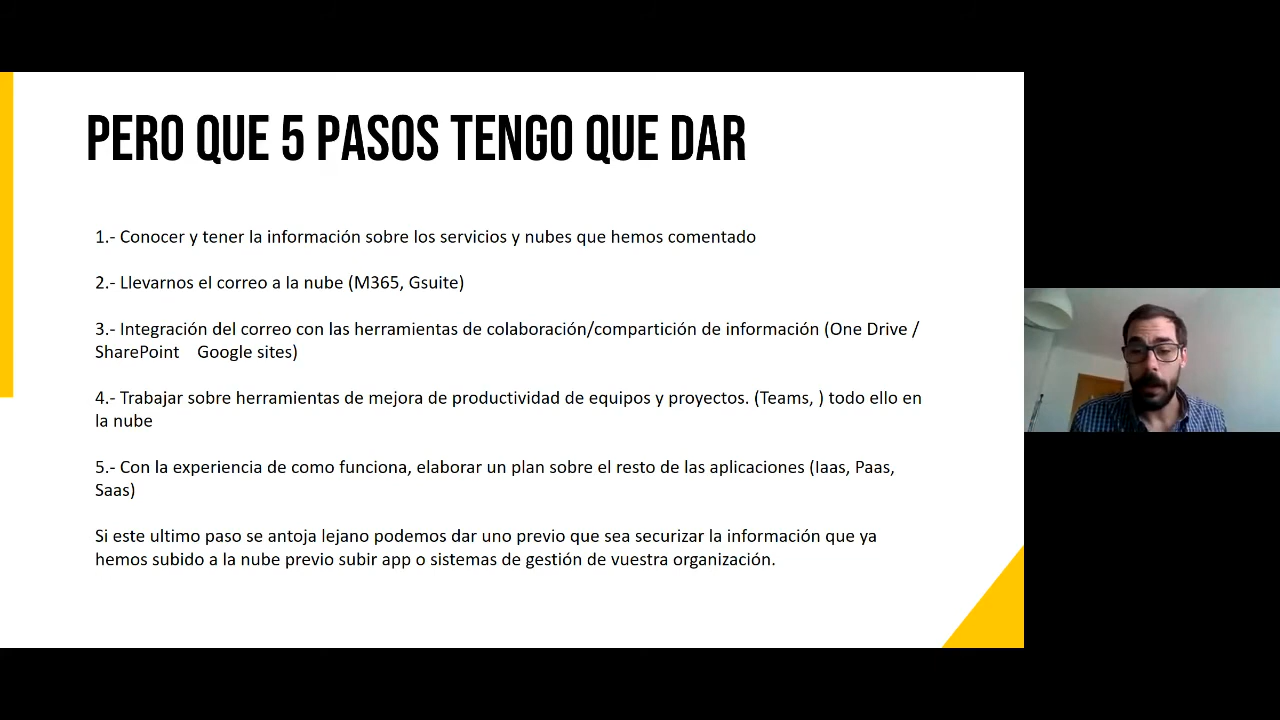 PERO QUE 5 PASOS TENGO QUE DAR
1.- Conocer y tener la información sobre los servicios y nubes que hemos comentado
2.- Llevarnos el correo a la nube (M365, Gsuite)
3.- Integración del correo con las herramientas de colaboración/compartición de información (One Drive /
SharePoint    Google sites)
4.- Trabajar sobre herramientas de mejora de productividad de equipos y proyectos. (Teams, ) todo ello en
la nube
5.- Con la experiencia de como funciona, elaborar un plan sobre el resto de las aplicaciones (Iaas, Paas,
Saas)
Si este ultimo paso se antoja lejano podemos dar uno previo que sea securizar la información que ya
hemos subido a la nube previo subir app o sistemas de gestión de vuestra organización.